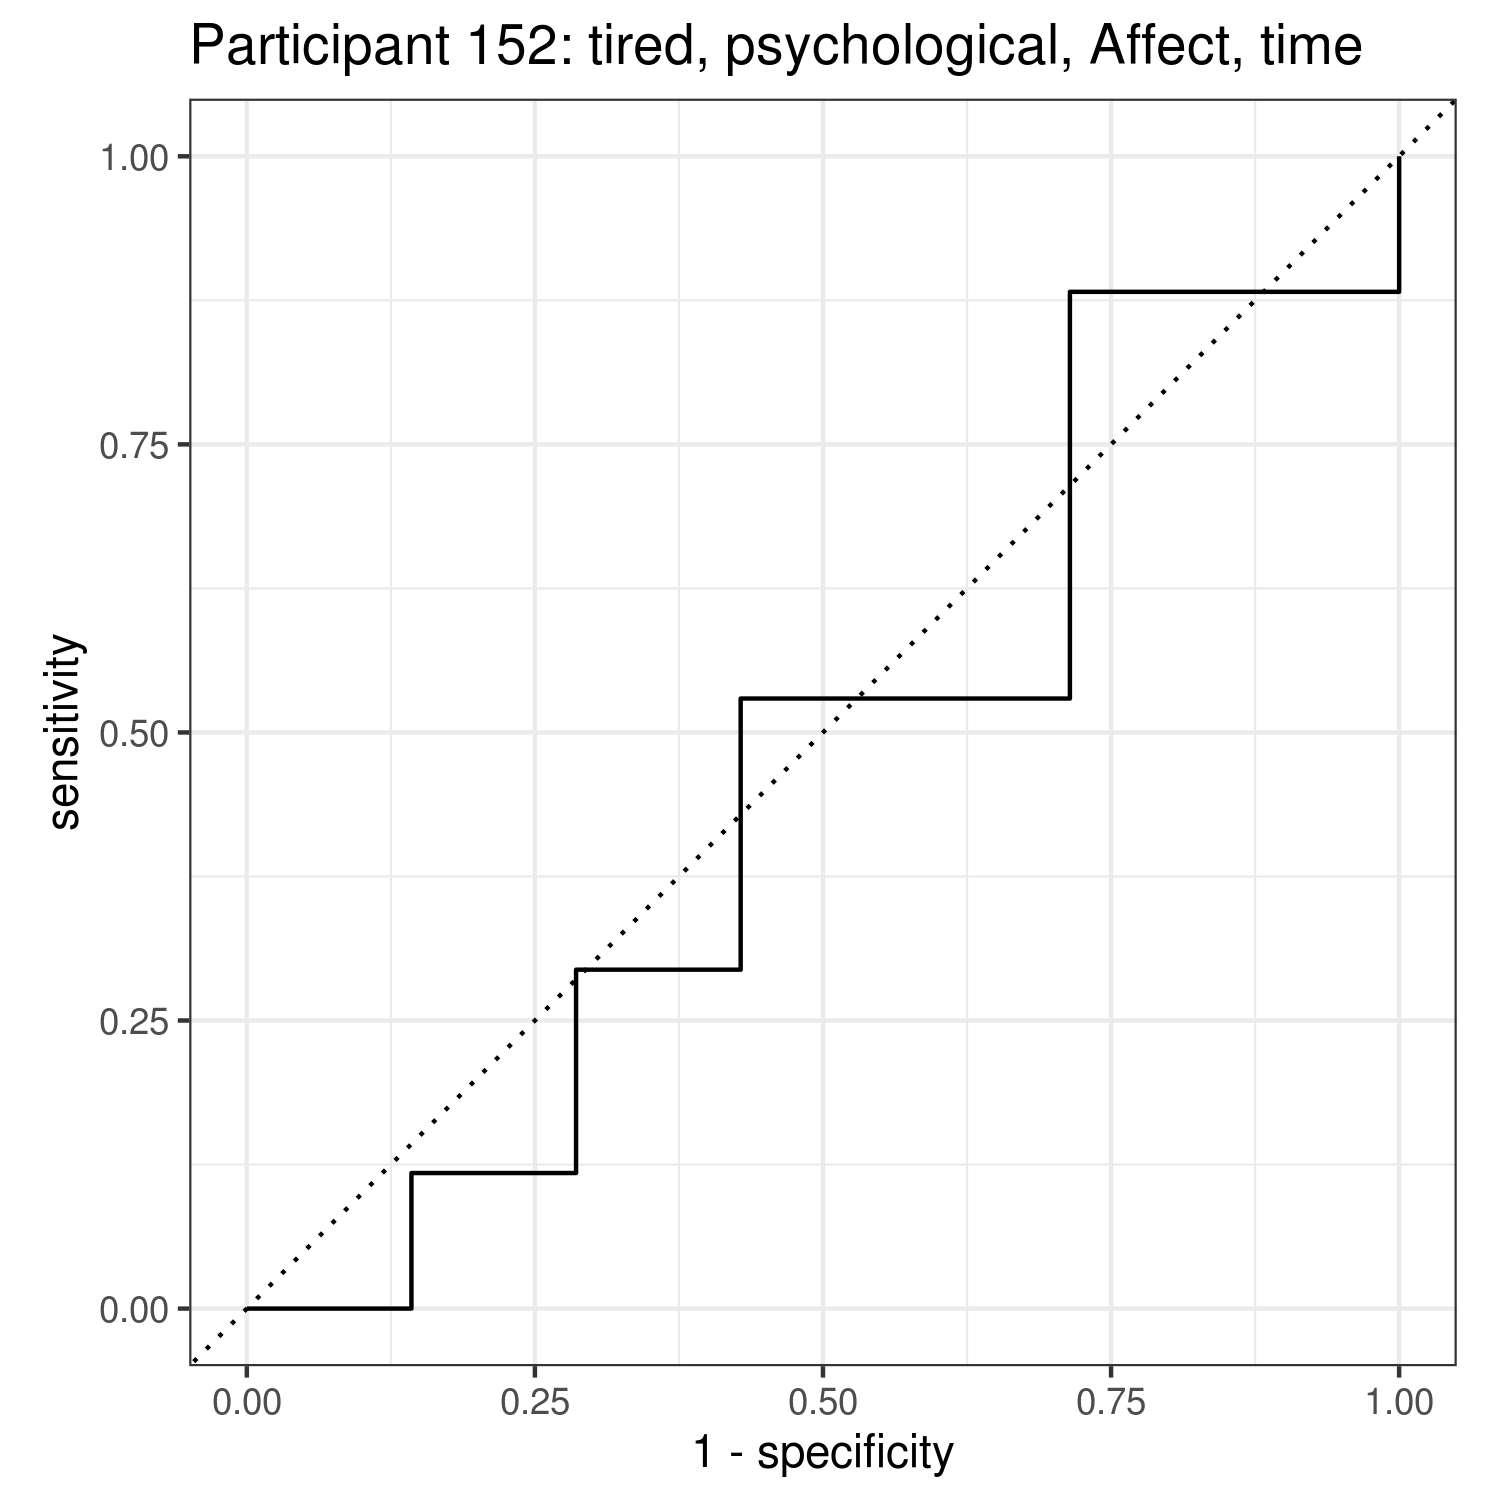 Participant 152: tired, psychological, Affect, time
1.00
0.75
0.50
0.25
0.00
sensitivity
0.00 0.25 0.50 0.75 1.00
1 - specificity